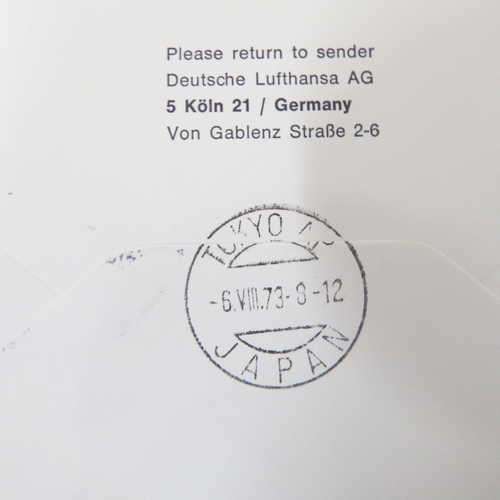 Please return to sender
Deutsche Lufthansa AG
5 Köln 21 / Germany
Von Gablenz Straße 2-6
TOKYO
-6.VIII.73-8-12
JAPAN